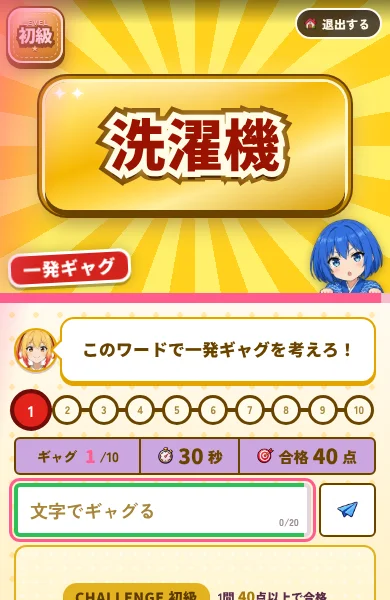 LEVEL
初級
退出する
洗濯機
一発ギャグ
このワードで一発ギャグを考えろ！
1 2 3 4 5 6 7 8 9 10
ギャグ 1 /10 30 秒 合格 40 点
文字でギャグる
0/20
CHALLENGE 初級 1問 40点以上で合格